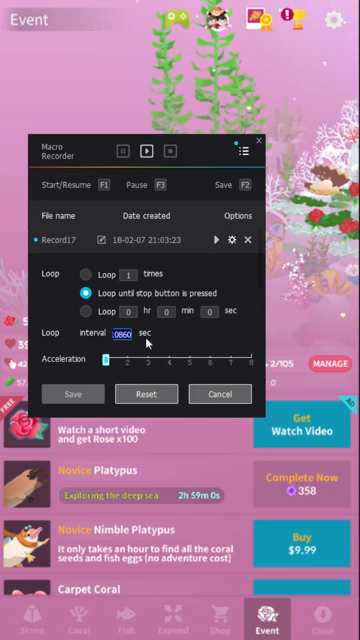 Event
Macro
Recorder
Start/Resume F1 Pause F3 Save F2
File name Date created Options
Record17 18-02-07 21:03:23
Loop Loop 1 times
Loop until stop button is pressed
Loop 0 hr 0 min 0 sec
Loop interval 0860 sec
Acceleration 1 2 3 4 5 6 7 8
Save Reset Cancel
2/105 MANAGE
FREE
AD
Watch a short video
and get Rose x100
Get
Watch Video
Novice Platypus
Exploring the deep sea 2h 59m 0s
Complete Now
358
Novice Nimble Platypus
It only takes an hour to find all the coral
seeds and fish eggs (no adventure cost)
Buy
$9.99
Carpet Coral
Stone Coral Fish Expand Shop Event Close